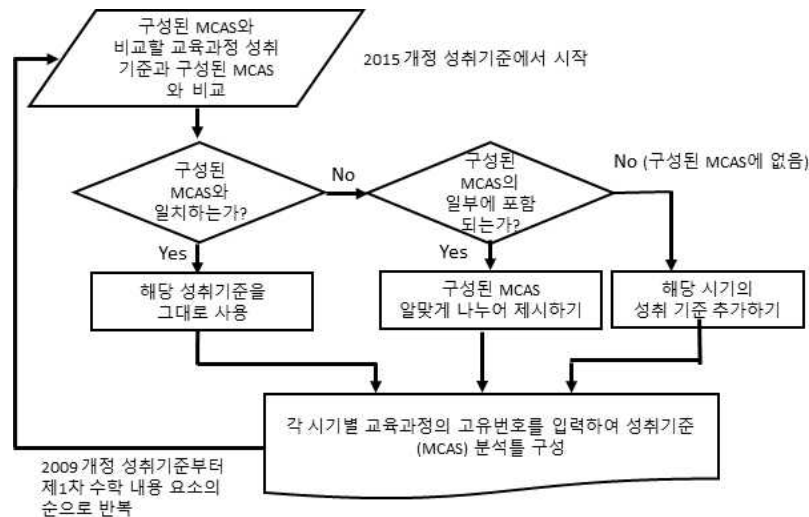 구성된 MCAS와
비교할 교육과정 성취
기준과 구성된 MCAS
와 비교
2015 개정 성취기준에서 시작
구성된
MCAS와
일치하는가?
No
구성된
MCAS의
일부에 포함
되는가?
No (구성된 MCAS에 없음)
Yes
Yes
해당 성취기준을
그대로 사용
구성된 MCAS
알맞게 나누어 제시하기
해당 시기의
성취 기준 추가하기
각 시기별 교육과정의 고유번호를 입력하여 성취기준
(MCAS) 분석틀 구성
2009 개정 성취기준부터
제1차 수학 내용 요소의
순으로 반복